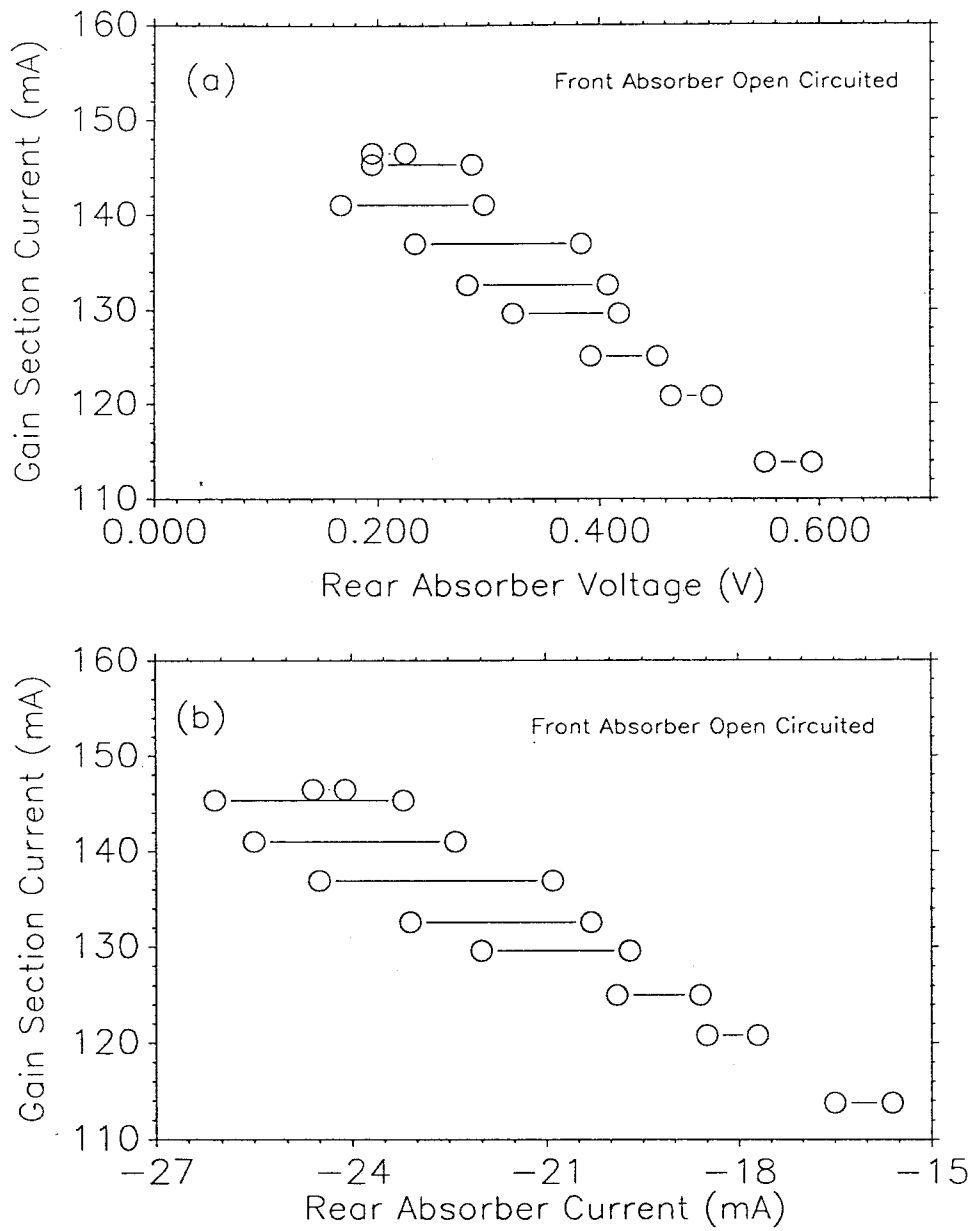 160
(a)
Front Absorber Open Circuited
150
140
130
120
110
Gain Section Current (mA)
0.000 0.200 0.400 0.600
Rear Absorber Voltage (V)
160
(b)
Front Absorber Open Circuited
150
140
130
120
110
Gain Section Current (mA)
−27 −24 −21 −18 −15
Rear Absorber Current (mA)